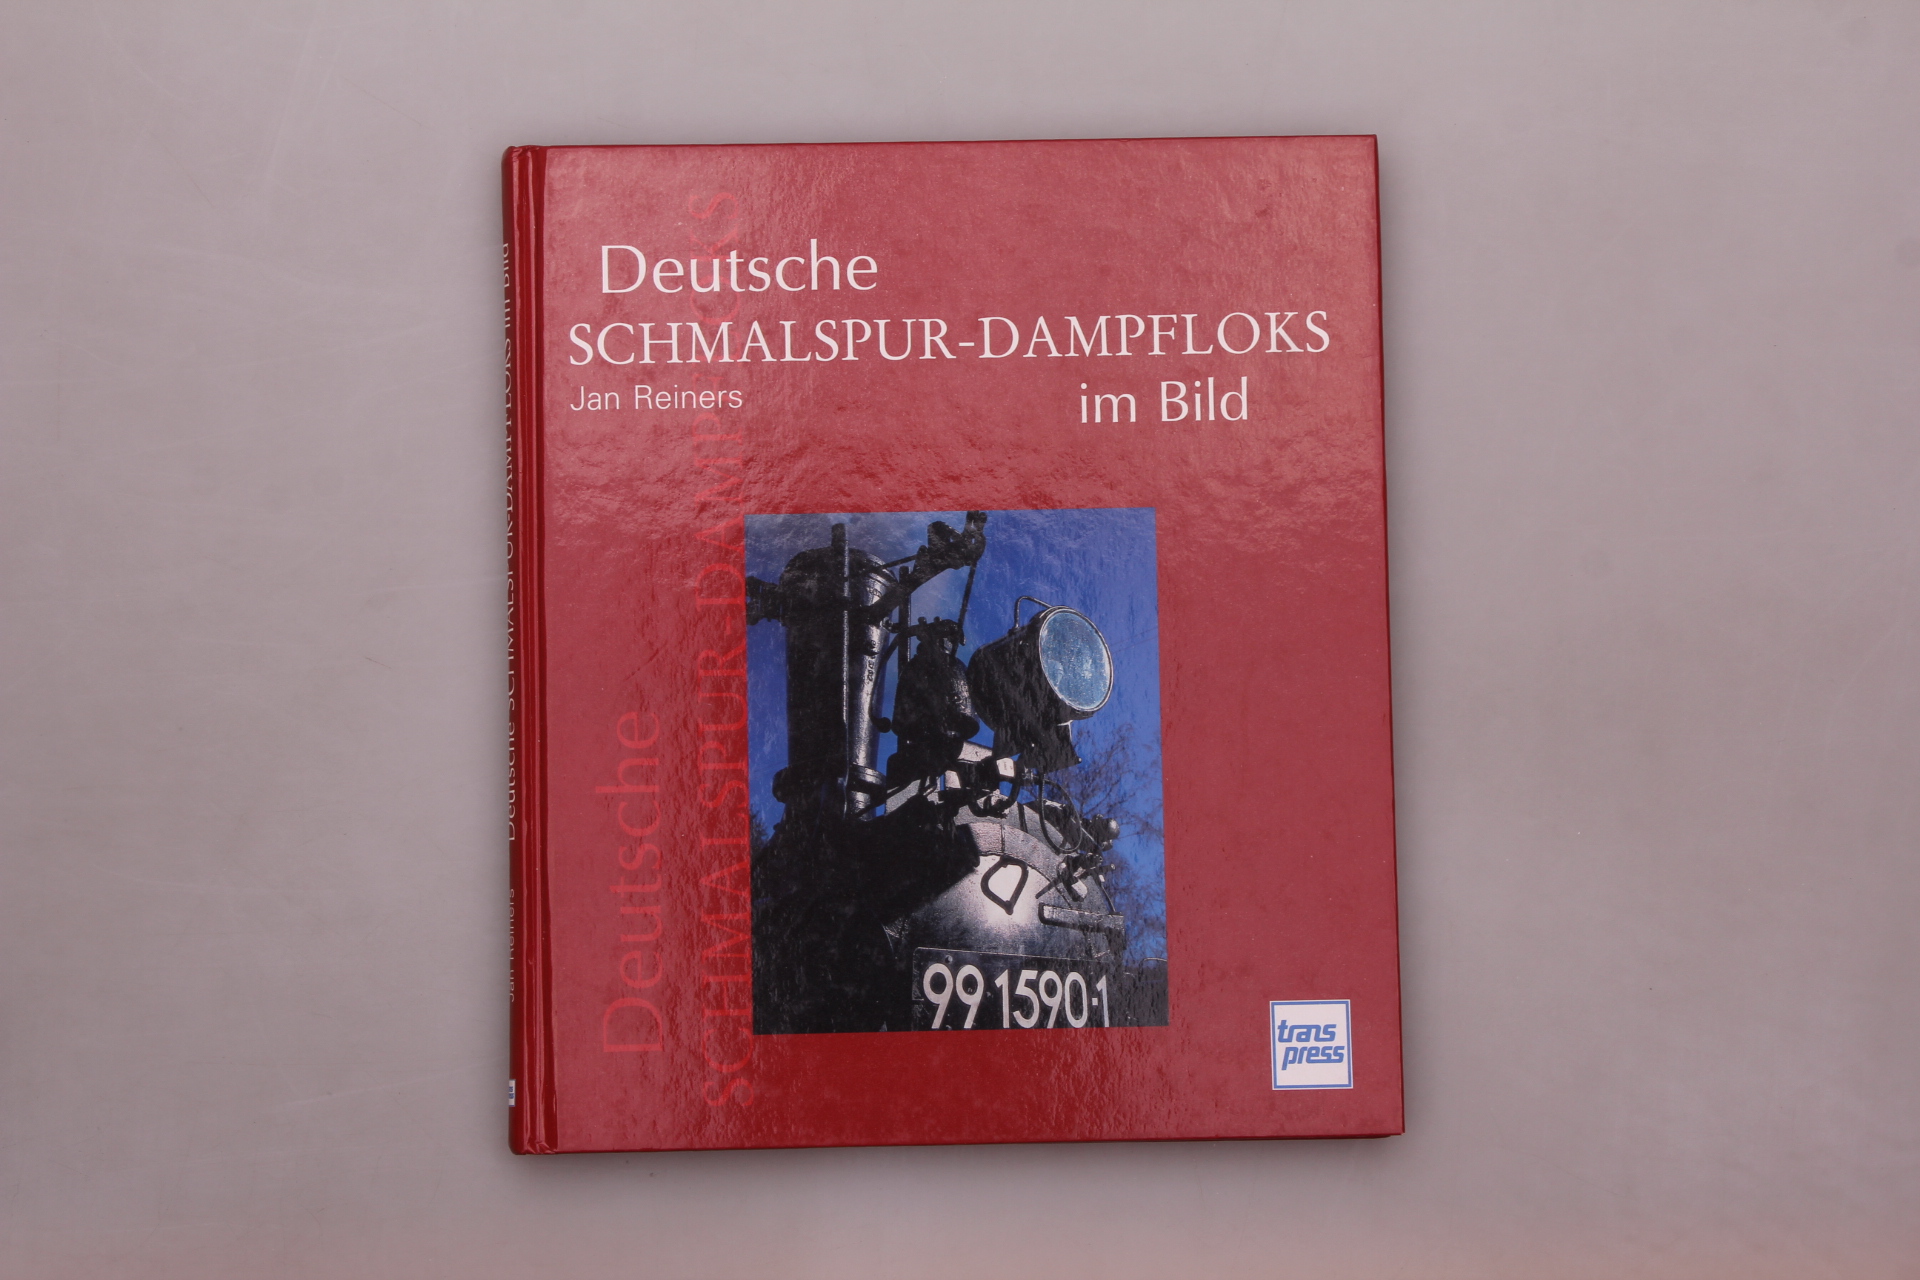 Deutsche
SCHMALSPUR-DAMPFLOKS
Jan Reiners
im Bild
Deutsche
SCHMALSPUR-DAMPFLOKS
99 1590-1
trans
press
Jan Reiners Deutsche SCHMALSPUR-DAMPFLOKS im Bild